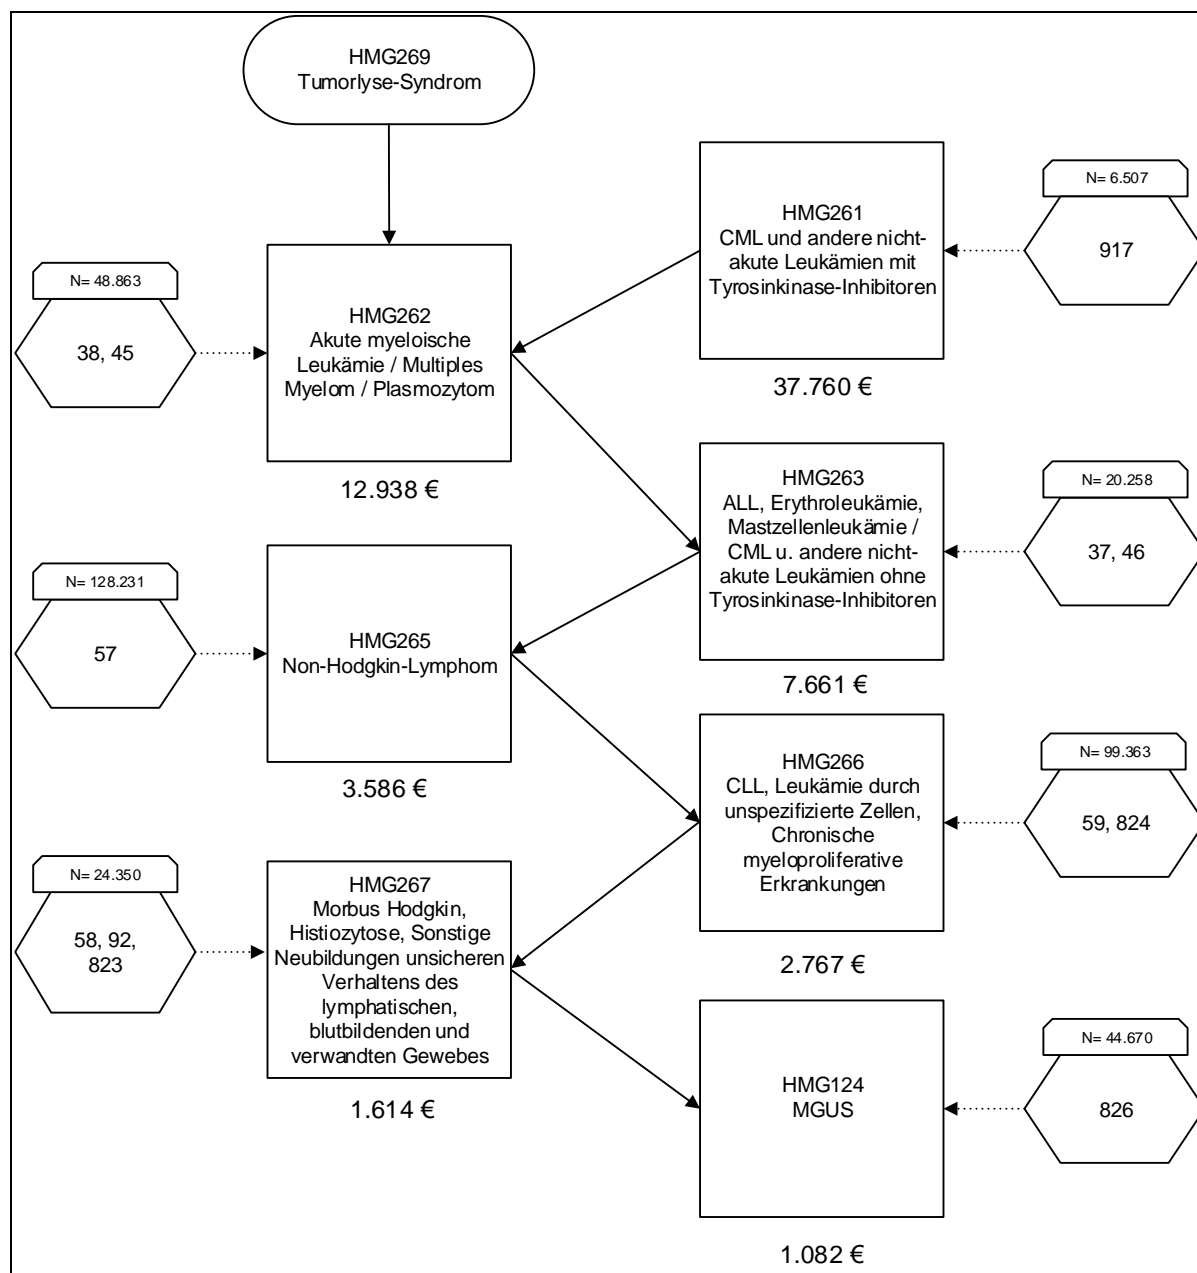 HMG269
Tumorlyse-Syndrom
HMG261
CML und andere nicht-
akute Leukämien mit
Tyrosinkinase-Inhibitoren
37.760 €
N= 6.507
917
N= 48.863
38, 45
HMG262
Akute myeloische
Leukämie / Multiples
Myelom / Plasmozytom
12.938 €
HMG263
ALL, Erythroleukämie,
Mastzellenleukämie /
CML u. andere nicht-
akute Leukämien ohne
Tyrosinkinase-Inhibitoren
7.661 €
N= 20.258
37, 46
N= 128.231
57
HMG265
Non-Hodgkin-Lymphom
3.586 €
HMG266
CLL, Leukämie durch
unspezifizierte Zellen,
Chronische
myeloproliferative
Erkrankungen
2.767 €
N= 99.363
59, 824
N= 24.350
58, 92,
823
HMG267
Morbus Hodgkin,
Histiozytose, Sonstige
Neubildungen unsicheren
Verhaltens des
lymphatischen,
blutbildenden und
verwandten Gewebes
1.614 €
HMG124
MGUS
1.082 €
N= 44.670
826